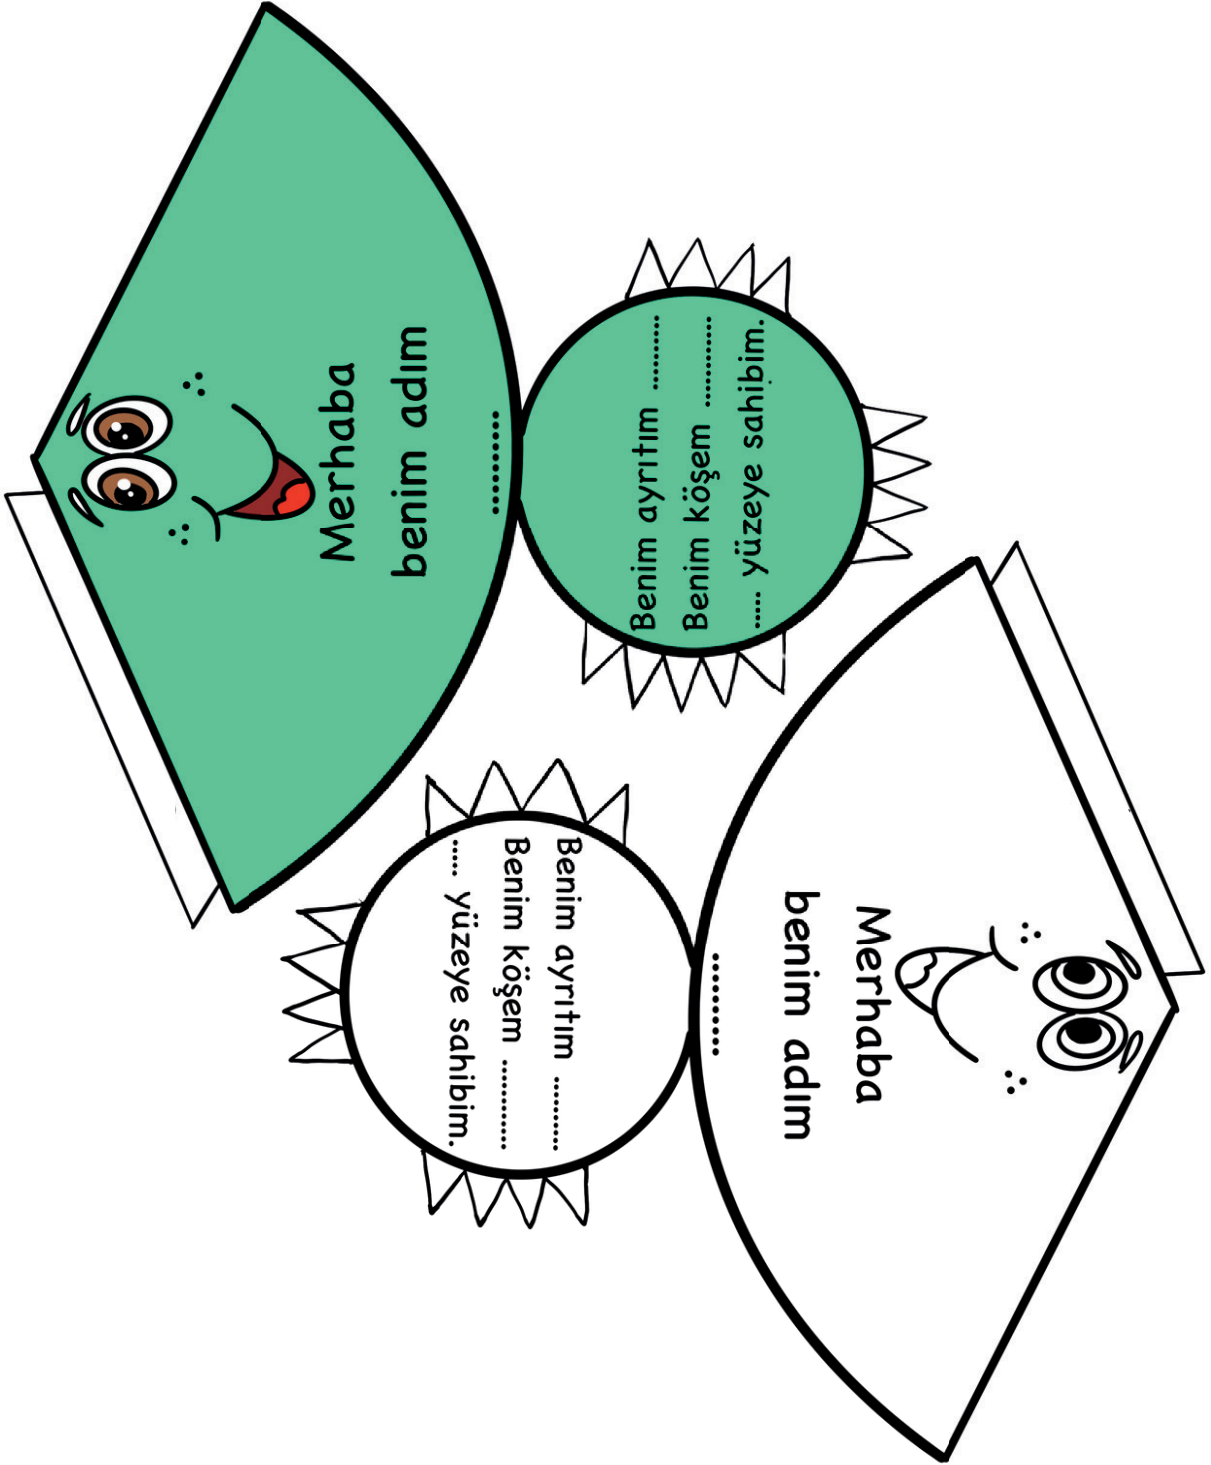 Merhaba
benim adım
..........
Benim ayrıtım ..........
Benim köşem ............
..... yüzeye sahibim.
Merhaba
benim adım
...........
Benim ayrıtım ..........
Benim köşem ............
..... yüzeye sahibim.